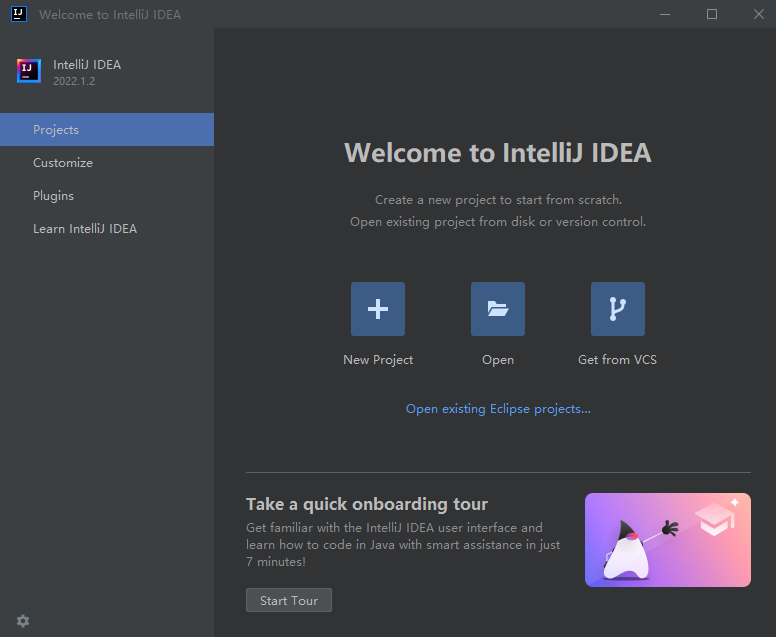 IJ
Welcome to IntelliJ IDEA
IJ
IntelliJ IDEA
2022.1.2
Projects
Customize
Plugins
Learn IntelliJ IDEA
Welcome to IntelliJ IDEA
Create a new project to start from scratch.
Open existing project from disk or version control.
New Project
Open
Get from VCS
Open existing Eclipse projects...
Take a quick onboarding tour
Get familiar with the IntelliJ IDEA user interface and
learn how to code in Java with smart assistance in just
7 minutes!
Start Tour